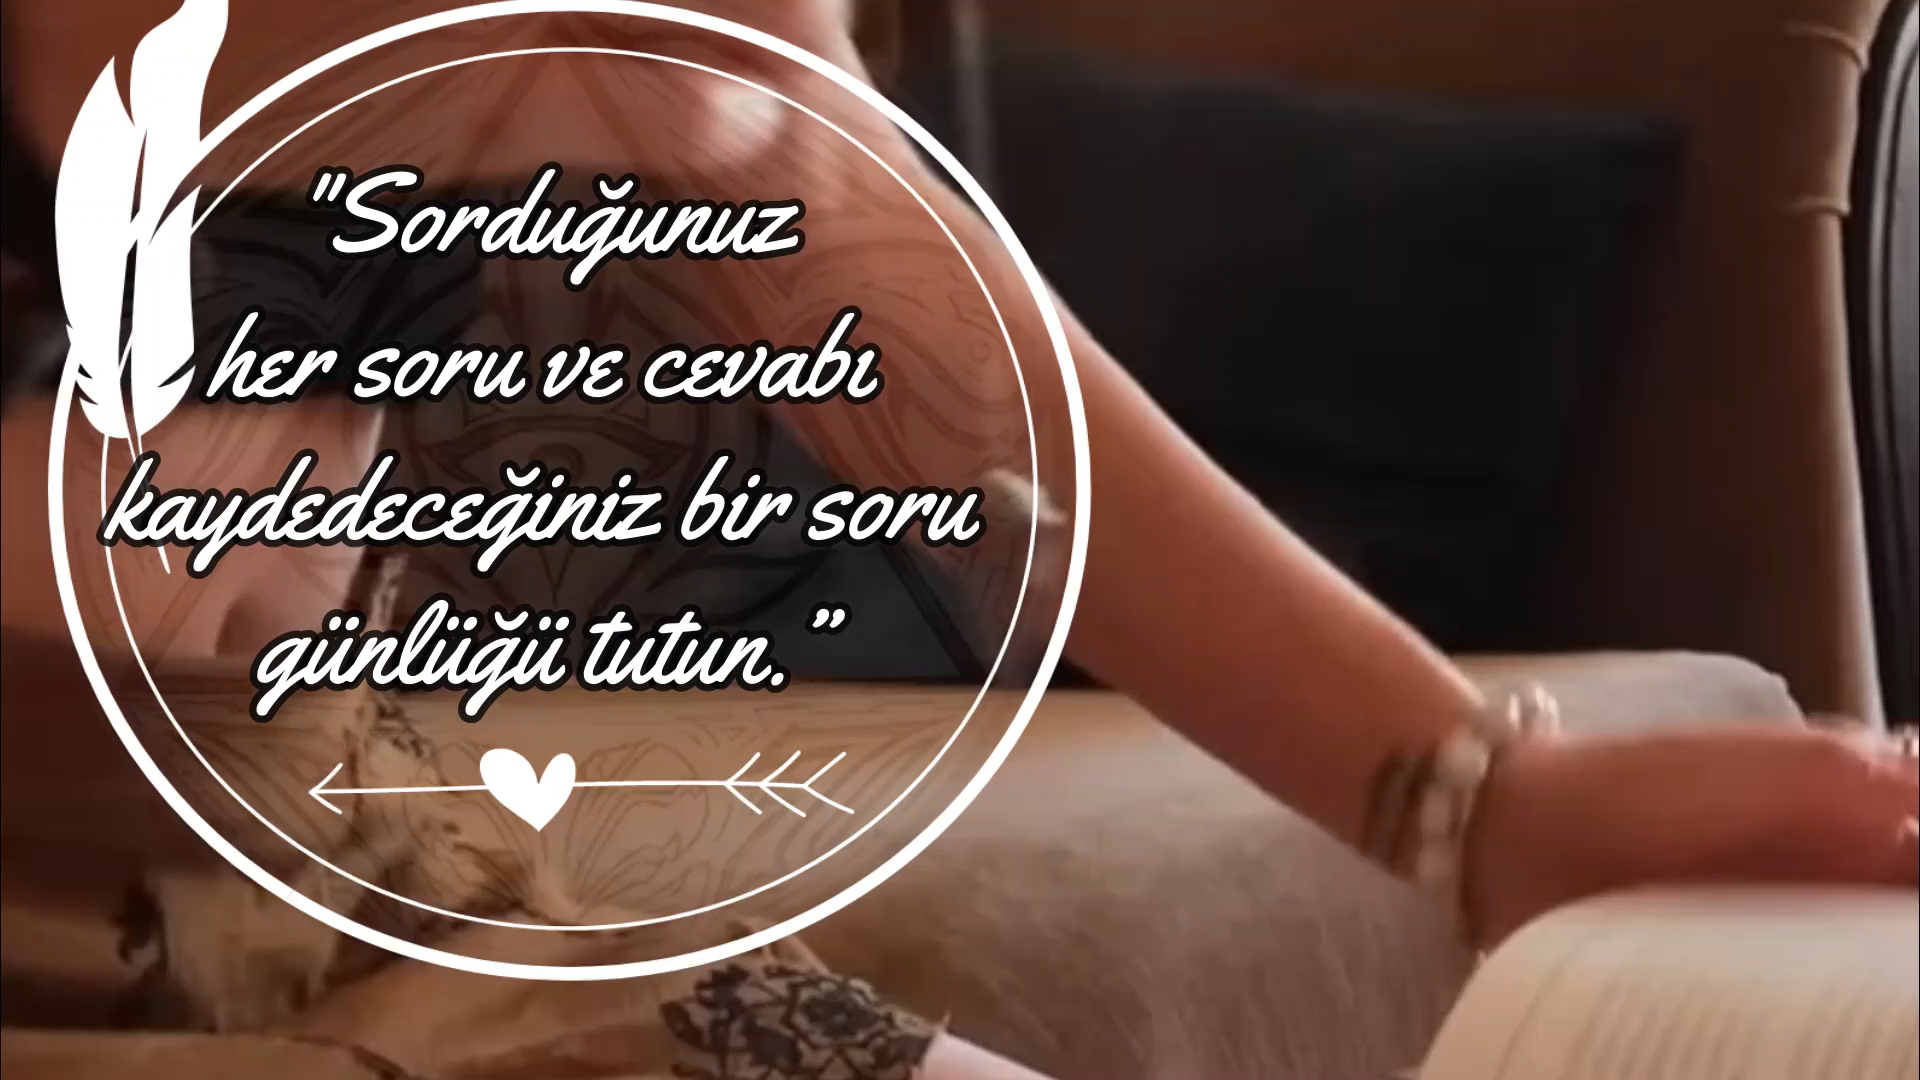 "Sorduğunuz
her soru ve cevabı
kaydedeceğiniz bir soru
günlüğü tutun.”